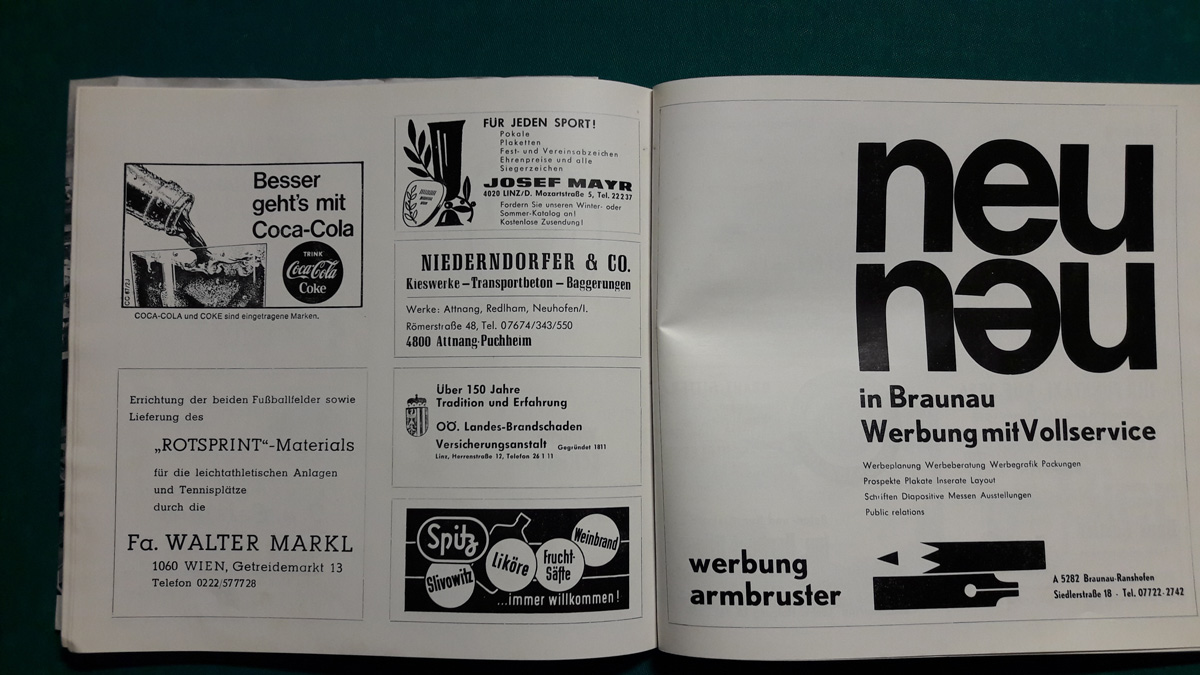 Besser
geht's mit
Coca-Cola
TRINK
Coca-Cola
Coke
COCA-COLA und COKE sind eingetragene Marken.
Errichtung der beiden Fußballfelder sowie
Lieferung des
„ROTSPRINT“-Materials
für die leichtathletischen Anlagen
und Tennisplätze
durch die
Fa. WALTER MARKL
1060 WIEN, Getreidemarkt 13
Telefon 0222/577728
FÜR JEDEN SPORT!
Pokale
Plaketten
Fest- und Vereinsabzeichen
Ehrenpreise und alle
Siegerzeichen
JOSEF MAYR
4020 LINZ/D. Mozartstraße 5, Tel. 22237
Fordern Sie unseren Winter- oder
Sommer-Katalog an!
Kostenlose Zusendung!
NIEDERNDORFER & CO.
Kieswerke – Transportbeton – Baggerungen
Werke: Attnang, Redlham, Neuhofen/I.
Römerstraße 48, Tel. 07674/343/550
4800 Attnang-Puchheim
Über 150 Jahre
Tradition und Erfahrung
OÖ. Landes-Brandschaden
Versicherungsanstalt Gegründet 1811
Linz, Herrenstraße 12, Telefon 26 1 11
Spitz
Slivowitz
Liköre
Frucht-
Säfte
Weinbrand
...immer willkommen!
neu
neu
in Braunau
Werbung mit Vollservice
Werbeplanung Werbeberatung Werbegrafik Packungen
Prospekte Plakate Inserate Layout
Schriften Diapositive Messen Ausstellungen
Public relations
werbung
armbruster
A 5282 Braunau-Ranshofen
Siedlerstraße 18 - Tel. 07722-2742